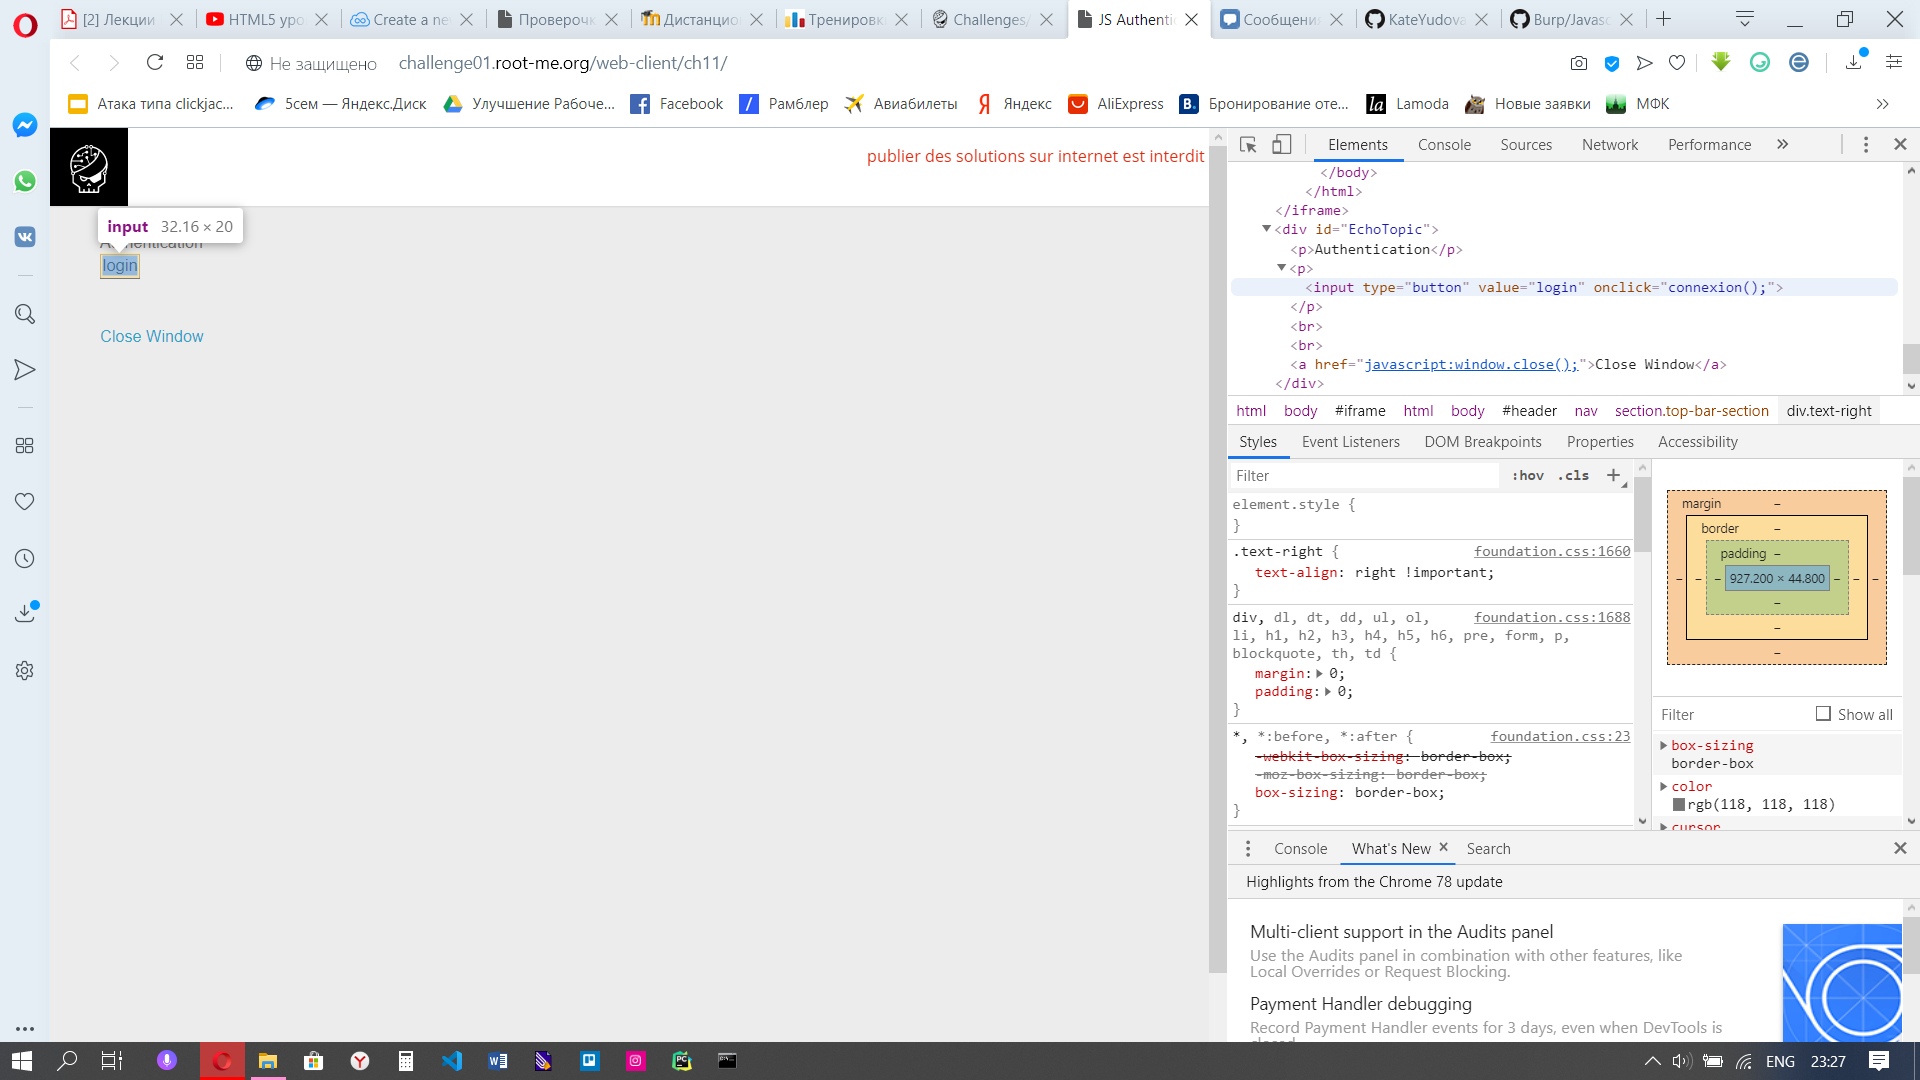 [2] Лекции
HTML5 уро
Create a ne
Проверочн
Дистанцио
Тренировк
Challenges/
JS Authenti
Сообщени
KateYudova
Burp/Javasc
Не защищено
challenge01.root-me.org/web-client/ch11/
Атака типа clickjac...
5сем — Яндекс.Диск
Улучшение Рабоче...
Facebook
Рамблер
Авиабилеты
Яндекс
AliExpress
Бронирование оте...
Lamoda
Новые заявки
МФК
publier des solutions sur internet est interdit
input 32.16 × 20
Authentication
login
Close Window
Elements
Console
Sources
Network
Performance
</body>
</html>
</iframe>
<div id="EchoTopic">
<p>Authentication</p>
<p>
<input type="button" value="login" onclick="connexion();">
</p>
<br>
<br>
<a href="javascript:window.close();">Close Window</a>
</div>
html body #iframe html body #header nav section.top-bar-section div.text-right
Styles
Event Listeners
DOM Breakpoints
Properties
Accessibility
Filter
:hov .cls +
element.style {
}
.text-right {
foundation.css:1660
text-align: right !important;
}
div, dl, dt, dd, ul, ol,
foundation.css:1688
li, h1, h2, h3, h4, h5, h6, pre, form, p,
blockquote, th, td {
margin: 0;
padding: 0;
}
*, *:before, *:after {
foundation.css:23
-webkit-box-sizing: border-box;
-moz-box-sizing: border-box;
box-sizing: border-box;
}
margin –
border –
padding –
– – – 927.200 × 44.800 – – –
–
–
–
Filter
Show all
box-sizing
border-box
color
rgb(118, 118, 118)
cursor
Console
What's New
Search
Highlights from the Chrome 78 update
Multi-client support in the Audits panel
Use the Audits panel in combination with other features, like
Local Overrides or Request Blocking.
Payment Handler debugging
Record Payment Handler events for 3 days, even when DevTools is
closed.
ENG
23:27